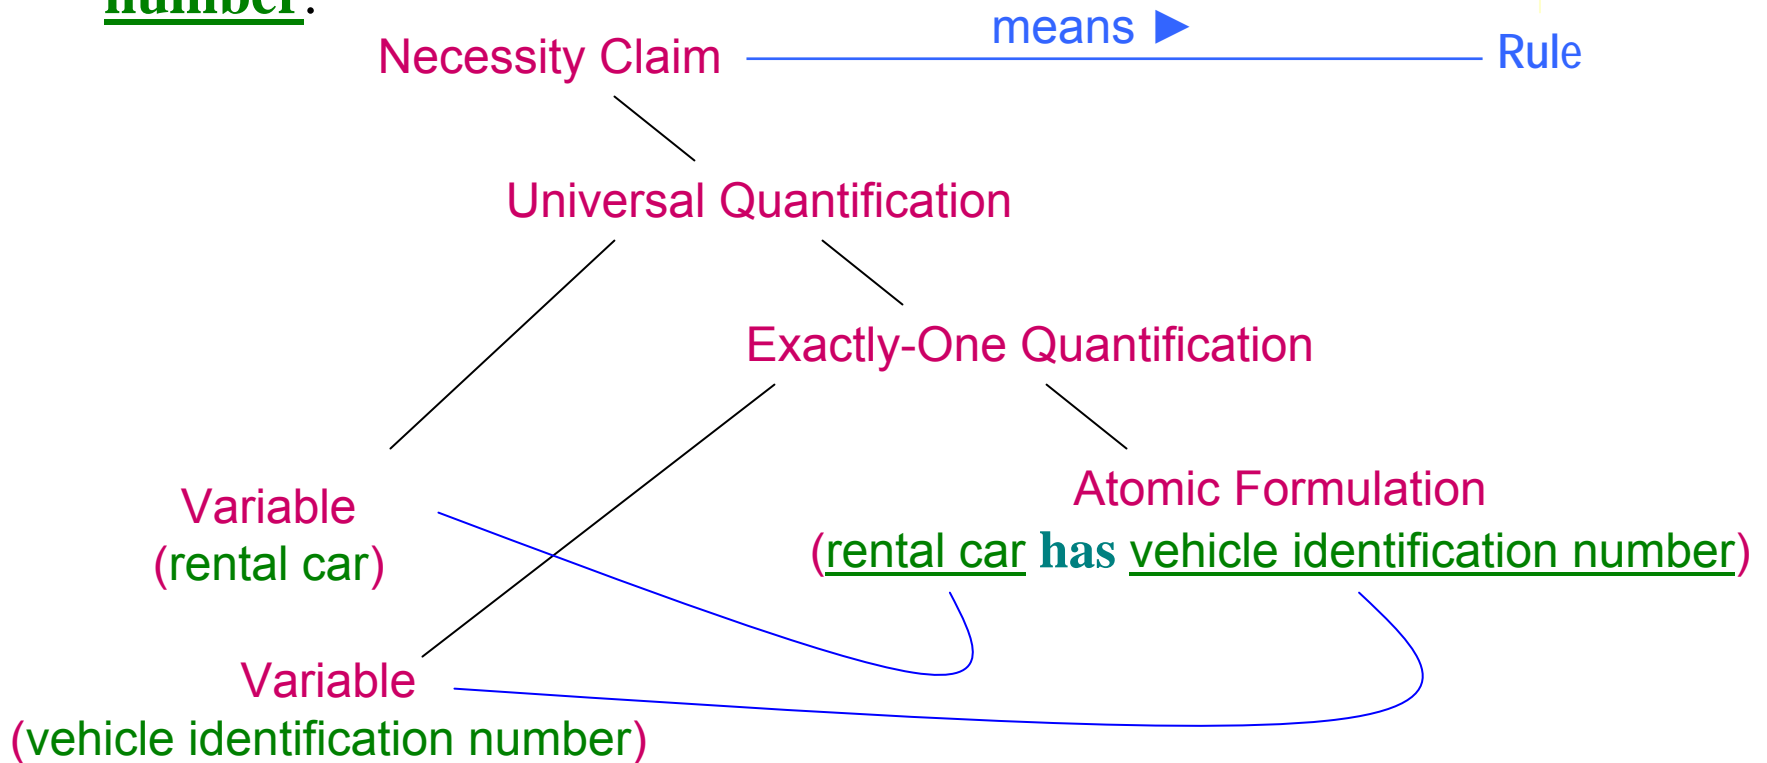 number.
means ►
Necessity Claim
Rule
Universal Quantification
Exactly-One Quantification
Variable
(rental car)
Atomic Formulation
(rental car has vehicle identification number)
Variable
(vehicle identification number)